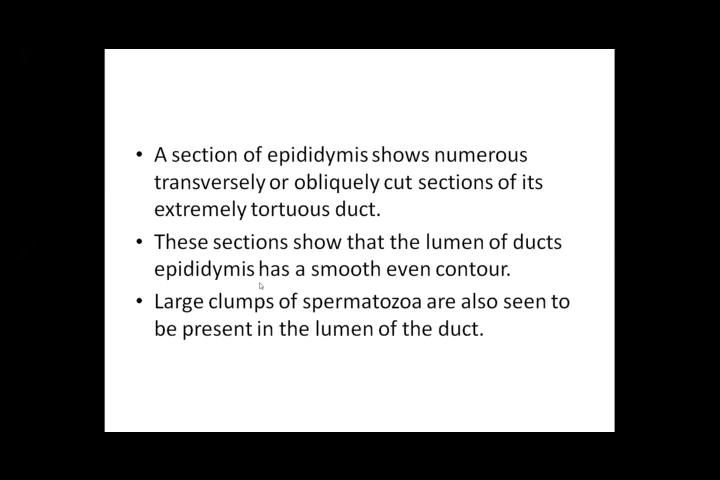 • A section of epididymis shows numerous
transversely or obliquely cut sections of its
extremely tortuous duct.
• These sections show that the lumen of ducts
epididymis has a smooth even contour.
• Large clumps of spermatozoa are also seen to
be present in the lumen of the duct.